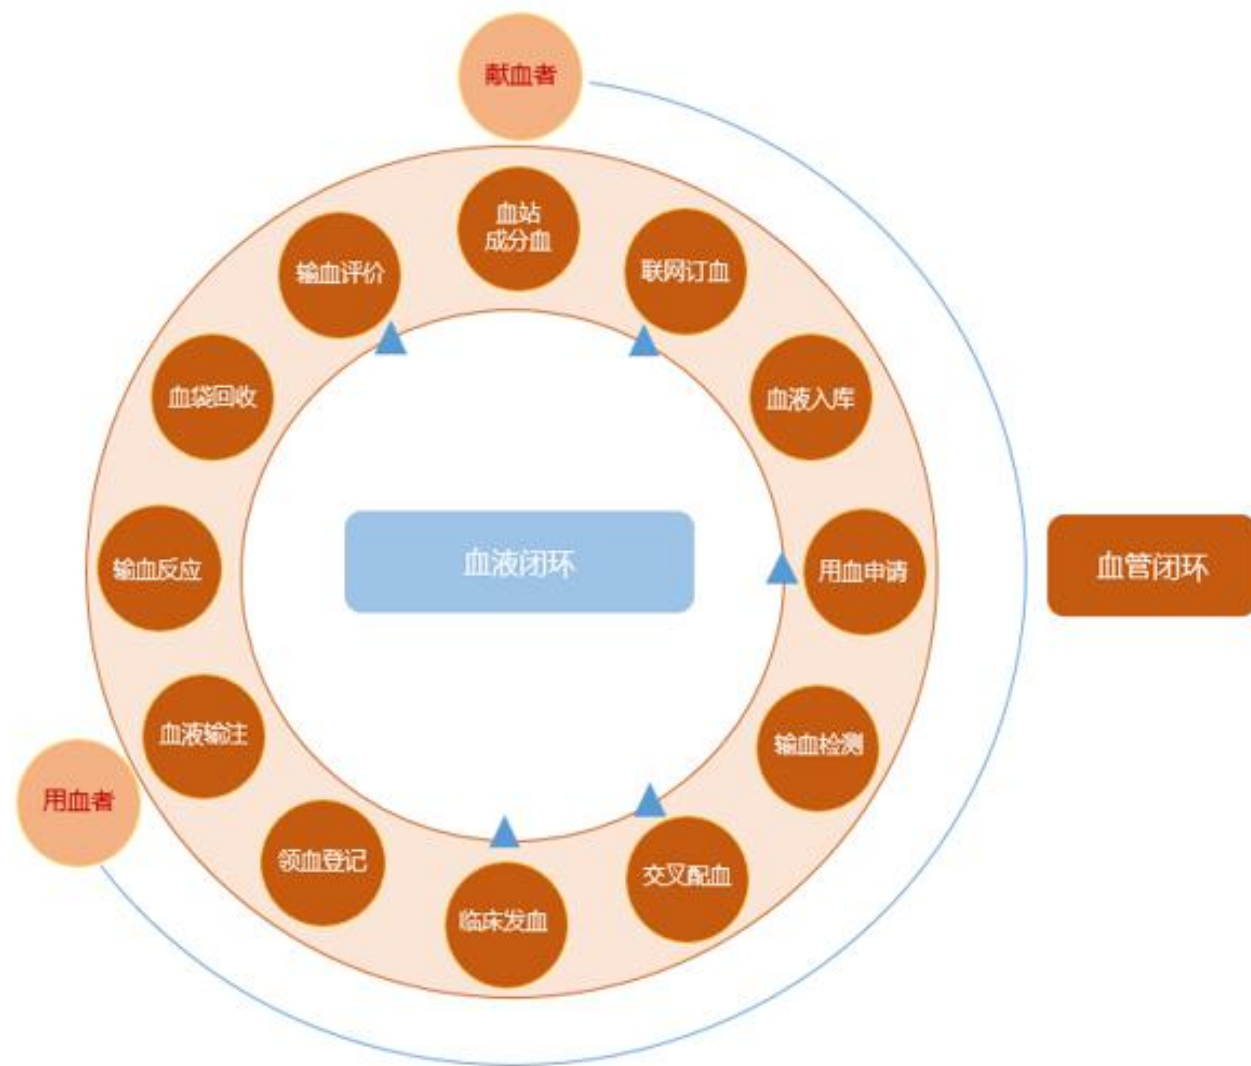 献血者
血站
成分血
联网订血
输血评价
血液入库
血袋回收
血液闭环
血管闭环
用血申请
输血反应
血液输注
输血检测
用血者
领血登记
交叉配血
临床发血